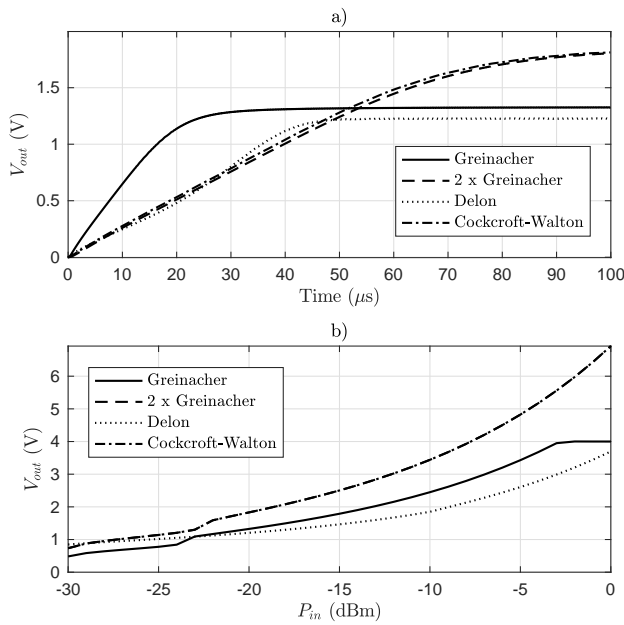 a)
1.5
1
0.5
0
V_out (V)
Greinacher
2 x Greinacher
Delon
Cockcroft-Walton
0 10 20 30 40 50 60 70 80 90 100
Time (μs)
b)
6
5
4
3
2
1
0
V_out (V)
Greinacher
2 x Greinacher
Delon
Cockcroft-Walton
-30 -25 -20 -15 -10 -5 0
P_in (dBm)